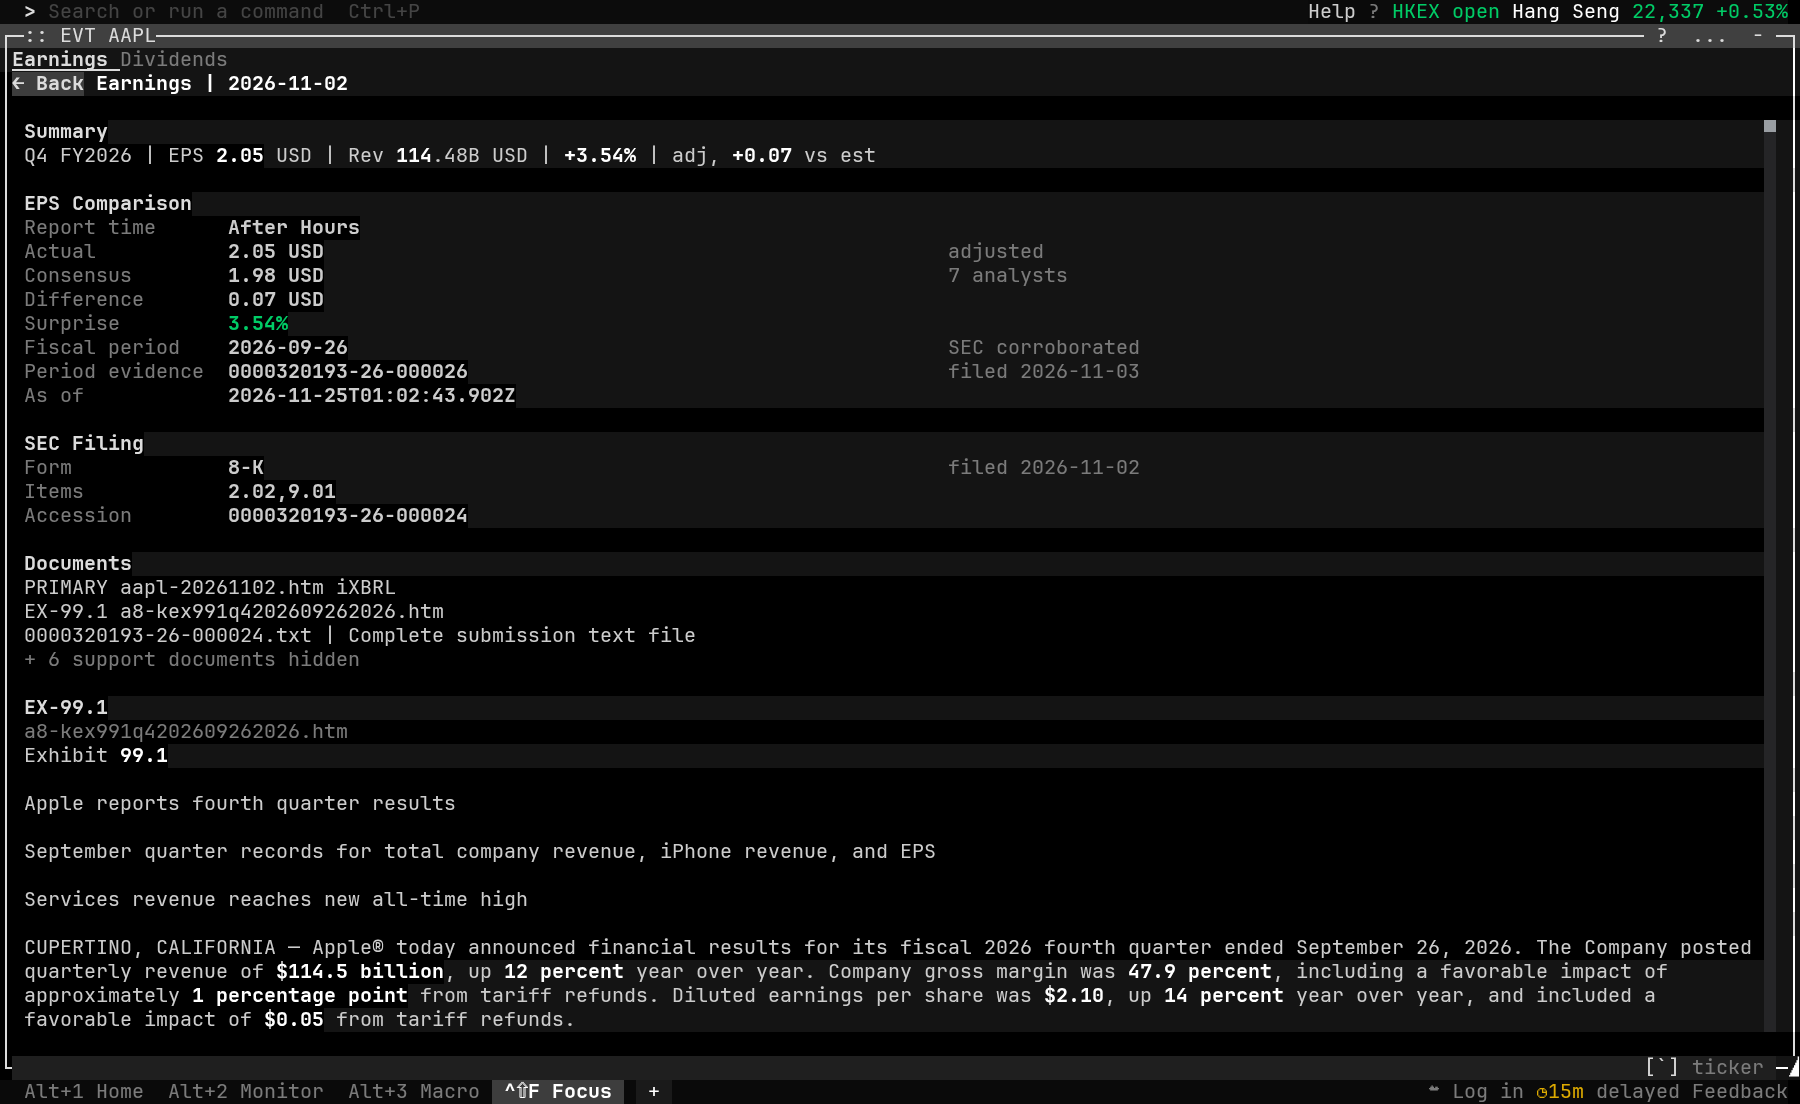 > Search or run a command  Ctrl+P  Help ? HKEX open Hang Seng 22,337 +0.53%
:: EVT AAPL ? ... -
Earnings Dividends
← Back Earnings | 2026-11-02
Summary
Q4 FY2026 | EPS 2.05 USD | Rev 114.48B USD | +3.54% | adj, +0.07 vs est
EPS Comparison
Report time After Hours
Actual 2.05 USD adjusted
Consensus 1.98 USD 7 analysts
Difference 0.07 USD
Surprise 3.54%
Fiscal period 2026-09-26 SEC corroborated
Period evidence 0000320193-26-000026 filed 2026-11-03
As of 2026-11-25T01:02:43.902Z
SEC Filing
Form 8-K filed 2026-11-02
Items 2.02,9.01
Accession 0000320193-26-000024
Documents
PRIMARY aapl-20261102.htm iXBRL
EX-99.1 a8-kex991q4202609262026.htm
0000320193-26-000024.txt | Complete submission text file
+ 6 support documents hidden
EX-99.1
a8-kex991q4202609262026.htm
Exhibit 99.1
Apple reports fourth quarter results
September quarter records for total company revenue, iPhone revenue, and EPS
Services revenue reaches new all-time high
CUPERTINO, CALIFORNIA — Apple® today announced financial results for its fiscal 2026 fourth quarter ended September 26, 2026. The Company posted
quarterly revenue of $114.5 billion, up 12 percent year over year. Company gross margin was 47.9 percent, including a favorable impact of
approximately 1 percentage point from tariff refunds. Diluted earnings per share was $2.10, up 14 percent year over year, and included a
favorable impact of $0.05 from tariff refunds.
[`] ticker
Alt+1 Home Alt+2 Monitor Alt+3 Macro ^⇧F Focus + Log in ◷15m delayed Feedback